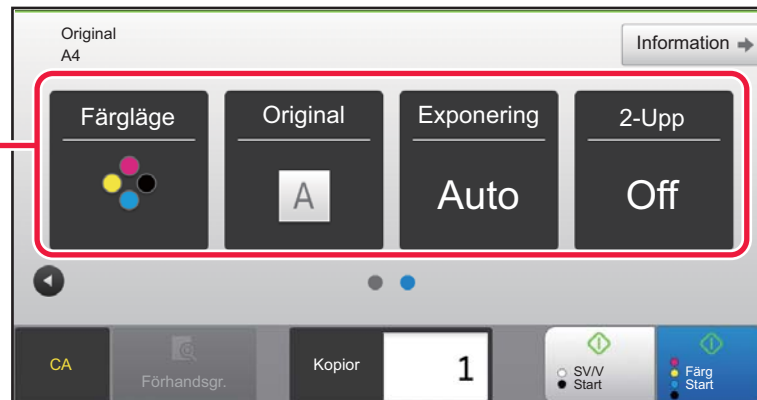 Original
A4
Information
Färgläge
Original
Exponering
2-Upp
A
Auto
Off
CA
Förhandsgr.
Kopior
1
SV/V
Start
Färg
Start